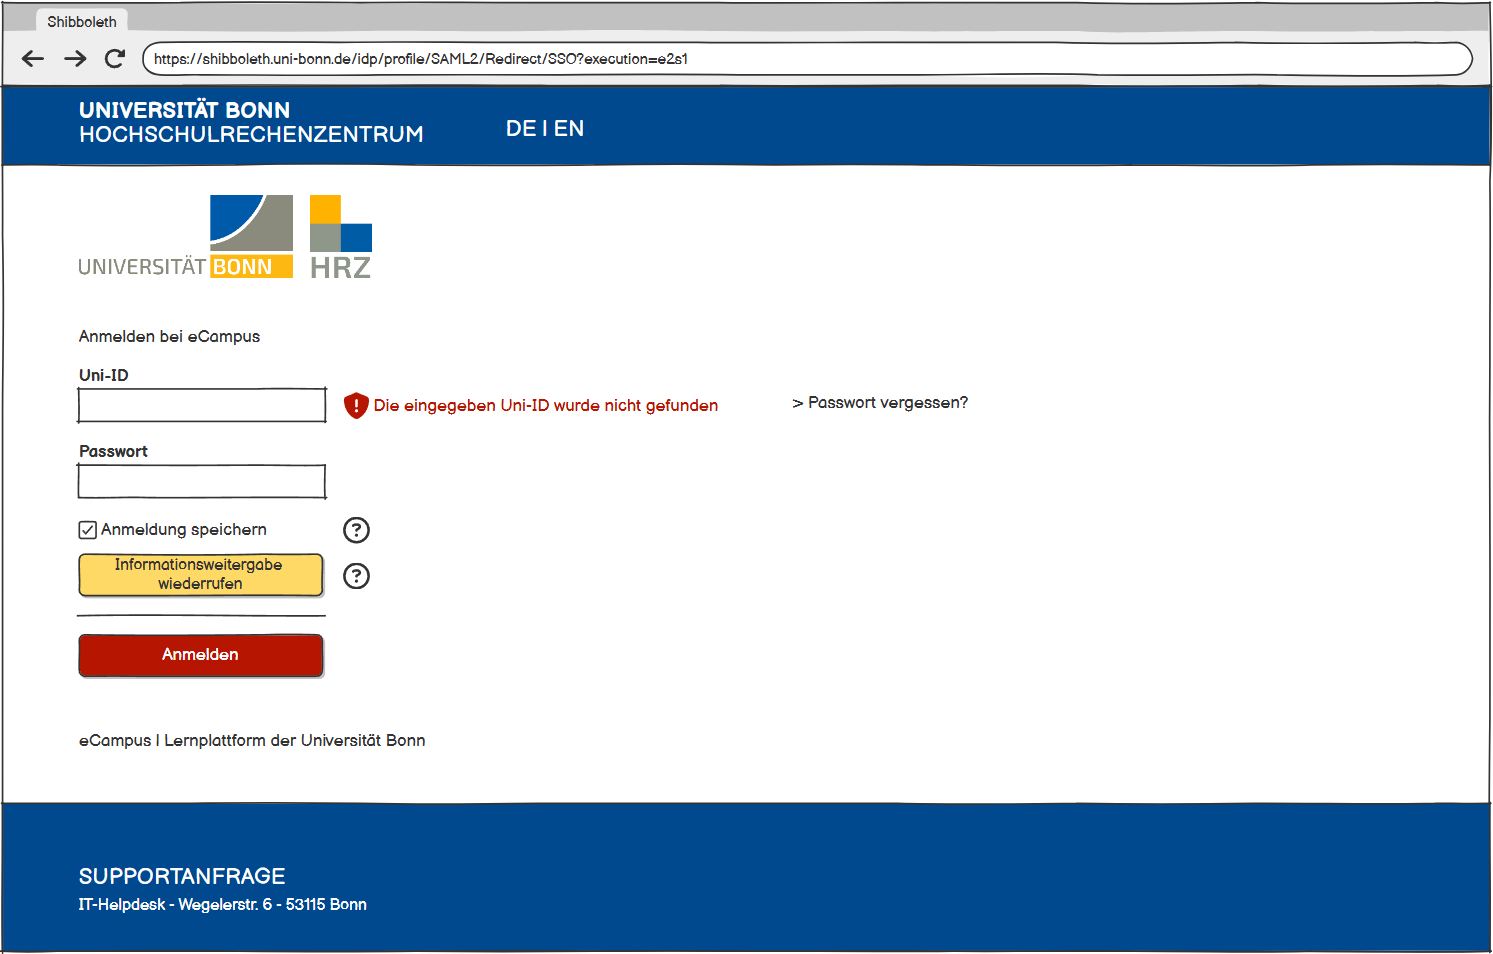 Shibboleth
https://shibboleth.uni-bonn.de/idp/profile/SAML2/Redirect/SSO?execution=e2s1
UNIVERSITÄT BONN
HOCHSCHULRECHENZENTRUM
DE | EN
UNIVERSITÄT BONN
HRZ
Anmelden bei eCampus
Uni-ID
! Die eingegeben Uni-ID wurde nicht gefunden
> Passwort vergessen?
Passwort
Anmeldung speichern
?
Informationsweitergabe
wiederrufen
?
Anmelden
eCampus | Lernplattform der Universität Bonn
SUPPORTANFRAGE
IT-Helpdesk - Wegelerstr. 6 - 53115 Bonn